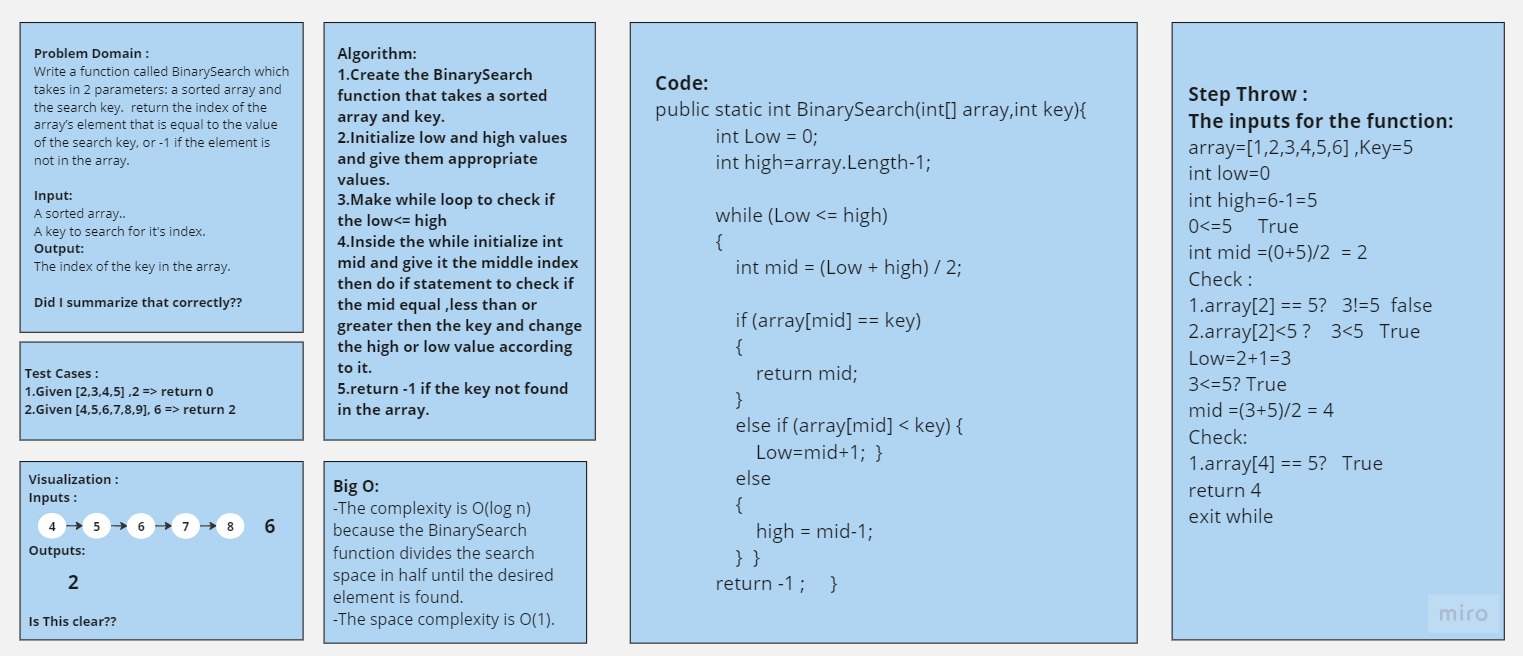 Problem Domain :
Write a function called BinarySearch which
takes in 2 parameters: a sorted array and
the search key.  return the index of the
array's element that is equal to the value
of the search key, or -1 if the element is
not in the array.
Input:
A sorted array..
A key to search for it's index.
Output:
The index of the key in the array.
Did I summarize that correctly??
Test Cases :
1.Given [2,3,4,5] ,2 => return 0
2.Given [4,5,6,7,8,9], 6 => return 2
Visualization :
Inputs :
4 5 6 7 8 6
Outputs:
2
Is This clear??
Algorithm:
1.Create the BinarySearch
function that takes a sorted
array and key.
2.Initialize low and high values
and give them appropriate
values.
3.Make while loop to check if
the low<= high
4.Inside the while initialize int
mid and give it the middle index
then do if statement to check if
the mid equal ,less than or
greater then the key and change
the high or low value according
to it.
5.return -1 if the key not found
in the array.
Big O:
-The complexity is O(log n)
because the BinarySearch
function divides the search
space in half until the desired
element is found.
-The space complexity is O(1).
Code:
public static int BinarySearch(int[] array,int key){
int Low = 0;
int high=array.Length-1;
while (Low <= high)
{
int mid = (Low + high) / 2;
if (array[mid] == key)
{
return mid;
}
else if (array[mid] < key) {
Low=mid+1;  }
else
{
high = mid-1;
}  }
return -1 ;     }
Step Throw :
The inputs for the function:
array=[1,2,3,4,5,6] ,Key=5
int low=0
int high=6-1=5
0<=5     True
int mid =(0+5)/2  = 2
Check :
1.array[2] == 5?   3!=5  false
2.array[2]<5 ?    3<5   True
Low=2+1=3
3<=5? True
mid =(3+5)/2 = 4
Check:
1.array[4] == 5?   True
return 4
exit while
miro